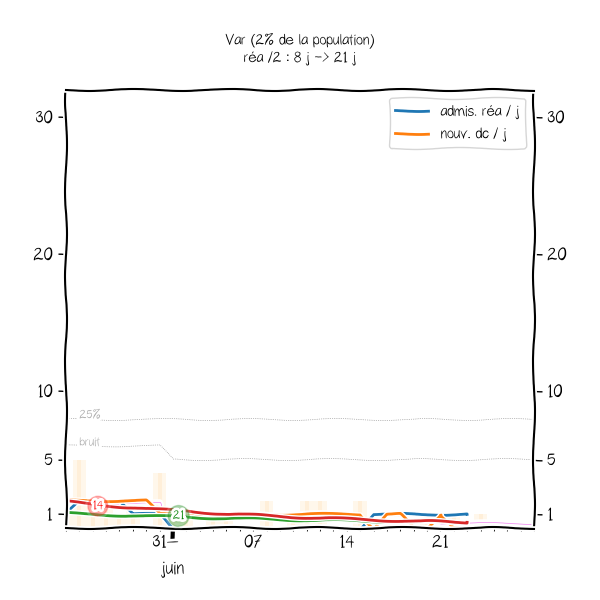 Var (2% de la population)
réa /2 : 8 j -> 21 j
admis. réa / j
nouv. dc / j
30
30
20
20
10
10
25%
bruit
5
5
14
21
1
1
31
07
14
21
juin